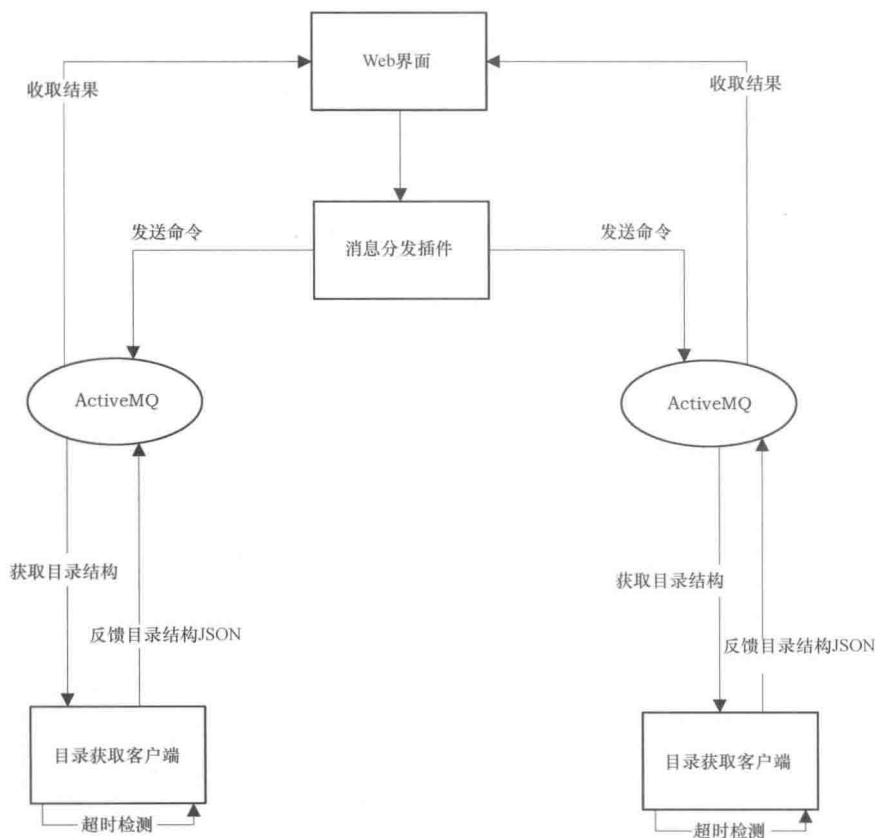 Web界面
收取结果
收取结果
发送命令
消息分发插件
发送命令
ActiveMQ
ActiveMQ
获取目录结构
获取目录结构
反馈目录结构JSON
反馈目录结构JSON
目录获取客户端
目录获取客户端
超时检测
超时检测